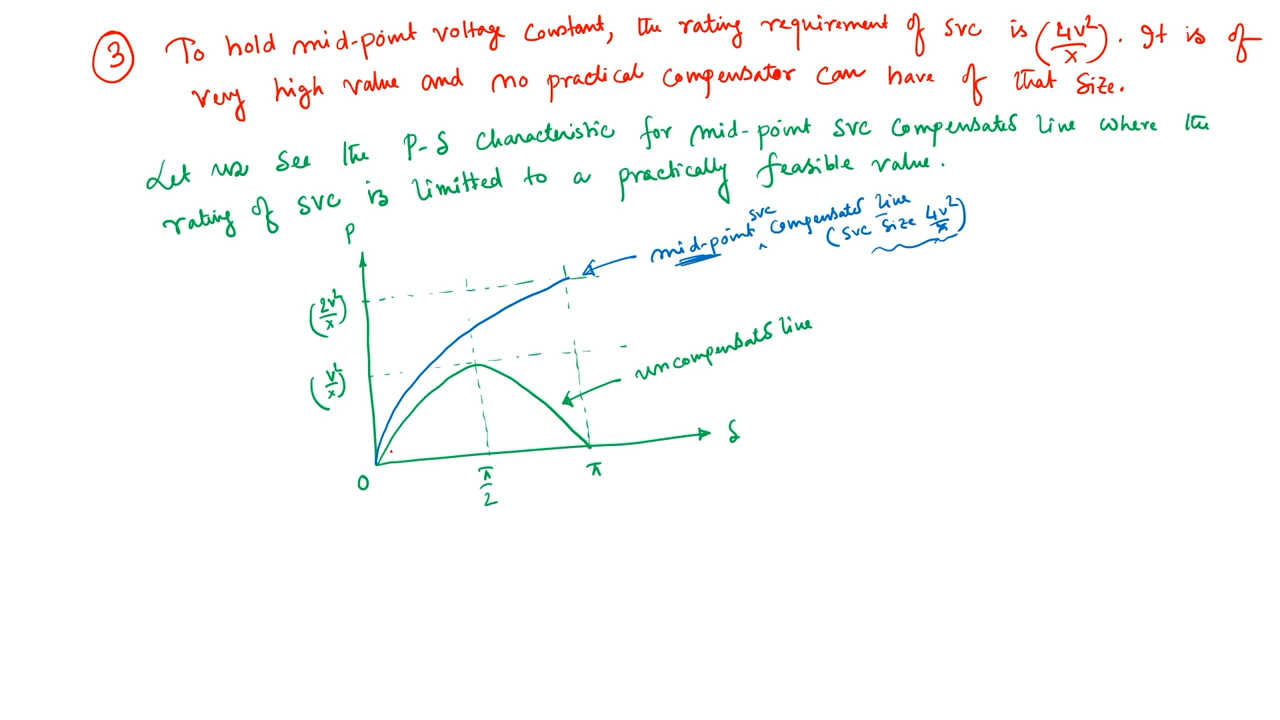 ③ To hold mid-point voltage constant, the rating requirement of SVC is (4V²/x). It is of
very high value and no practical compensator can have of that size.
Let us see the P-δ characteristic for mid-point SVC compensated line where the
rating of SVC is limitted to a practically feasible value.
P
mid-point ^SVC compensated line
(SVC size 4V²/x)
(2V²/x)
(V²/x)
uncompensated line
δ
0
π/2
π